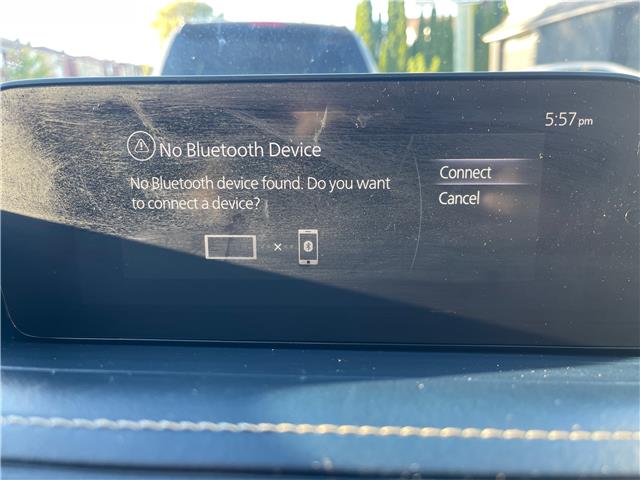 5:57 pm
No Bluetooth Device
No Bluetooth device found. Do you want
to connect a device?
Connect
Cancel